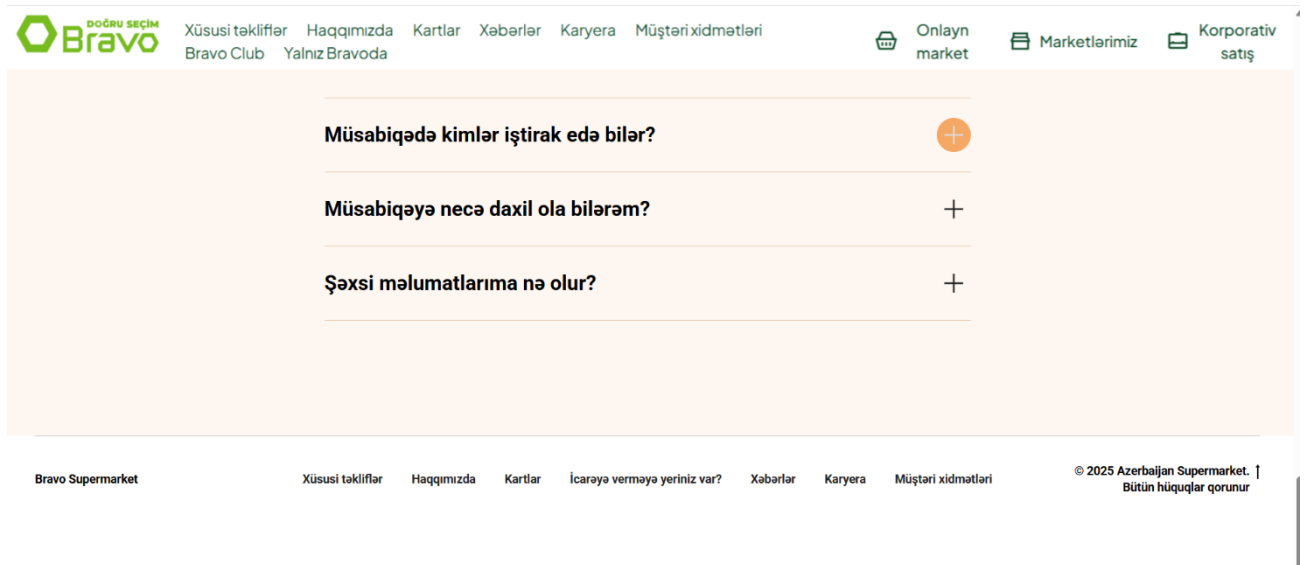 DOĞRU SEÇİM
Bravo
Xüsusi təkliflər Haqqımızda Kartlar Xəbərlər Karyera Müştəri xidmətləri
Bravo Club Yalnız Bravoda
Onlayn
market
Marketlərimiz
Korporativ
satış
Müsabiqədə kimlər iştirak edə bilər?
Müsabiqəyə necə daxil ola bilərəm?
Şəxsi məlumatlarıma nə olur?
Bravo Supermarket
Xüsusi təkliflər Haqqımızda Kartlar İcarəyə verməyə yeriniz var? Xəbərlər Karyera Müştəri xidmətləri
© 2025 Azerbaijan Supermarket.
Bütün hüquqlar qorunur